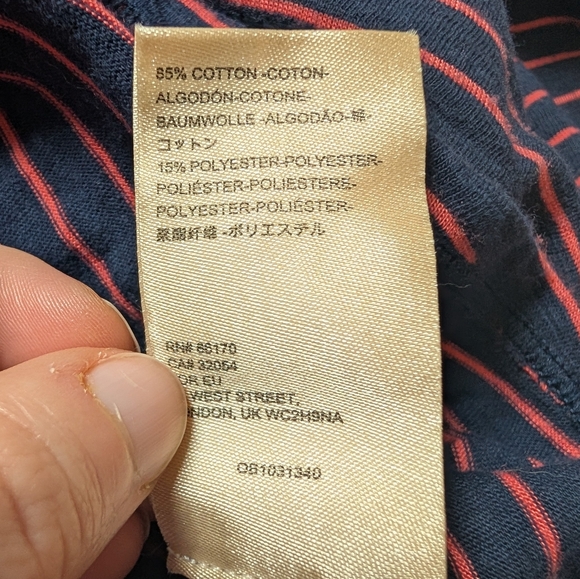 85% COTTON -COTON-
ALGODÓN-COTONE-
BAUMWOLLE -ALGODÃO-棉-
コットン
15% POLYESTER-POLYESTER-
POLIÉSTER-POLIESTERE-
POLYESTER-POLIÉSTER-
聚酯纤维 -ポリエステル
RN# 66170
CA# 32054
FOR EU
WEST STREET,
LONDON, UK WC2H9NA
OB1031340